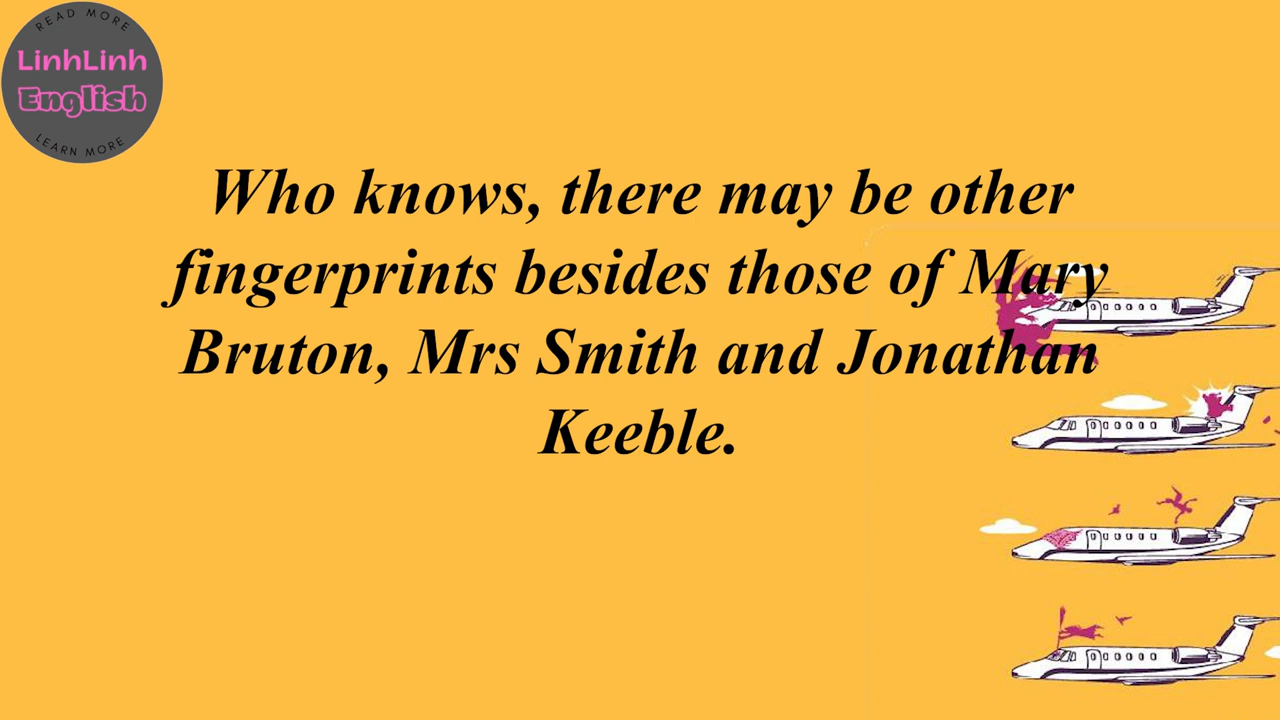 READ MORE
LinhLinh
English
LEARN MORE
Who knows, there may be other
fingerprints besides those of Mary
Bruton, Mrs Smith and Jonathan
Keeble.